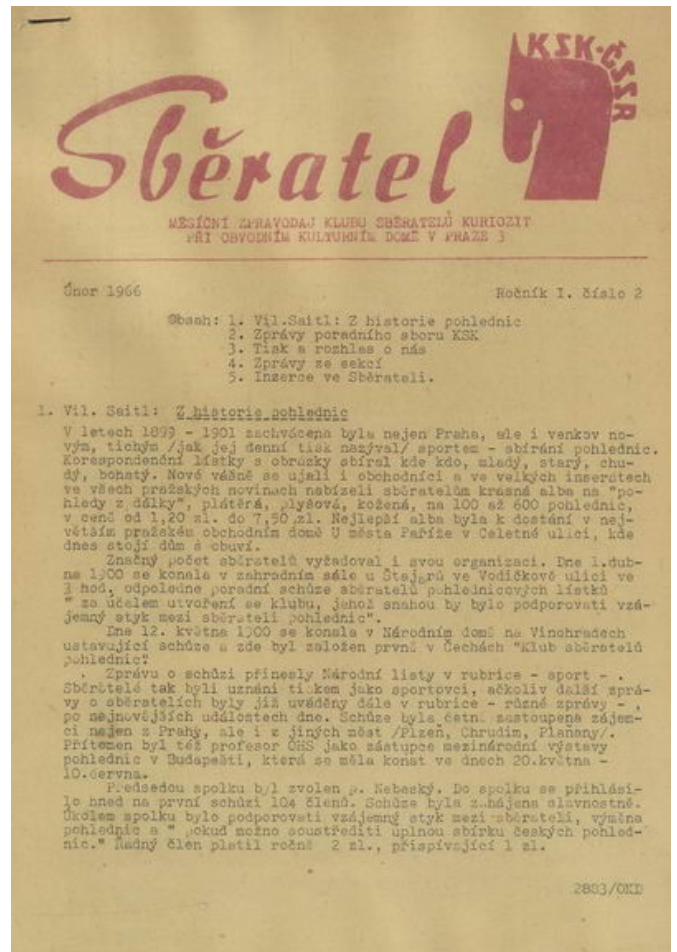 KSK-ČSSR
Sběratel
MĚSÍČNÍ ZPRAVODAJ KLUBU SBĚRATELŮ KURIOZIT
PŘI OBVODNÍM KULTURNÍM DOMĚ V PRAZE 3
Únor 1966 Ročník I. číslo 2
Obsah: 1. Vil.Saitl: Z historie pohlednic
2. Zprávy poradního sboru KSK
3. Tisk a rozhlas o nás
4. Zprávy ze sekcí
5. Inzerce ve Sběrateli.
1. Vil. Saitl: Z historie pohlednic
V letech 1899 - 1901 zachvácena byla nejen Praha, ale i venkov no-
vým, tichým /jak jej denní tisk nazýval/ sportem - sbírání pohlednic.
Korespondenční lístky s obrázky sbíral kde kdo, mladý, starý, chu-
dý, bohatý. Nové vášně se ujali i obchodníci a ve velkých inseratech
ve všech pražských novinach nabízeli sběratelům krásná alba na "po-
hledy z dálky", plátěrá, plyšová, kožená, na 100 až 600 pohlednic,
v ceně od 1,20 zl. do 7,50 zl. Nejlepší alba byla k dostání v nej-
větším pražském obchodním domě U města Paříže v Celetné ulici, kde
dnes stojí dům s obuví.
Značný počet sběratelů vyžadoval i svou organizaci. Dne 1.dub-
na 1900 se konala v zahradním sále u Štajgrů ve Vodičkově ulici ve
3 hod. odpoledne poradní schůze sběratelů pohlednicových lístků
" za účelem utvoření se klubu, jehož snahou by bylo podporovati vzá-
jemný styk mezi sběrateli pohlednic".
Dne 12. května 1900 se konala v Národním domě na Vinohradech
ustavující schůze a zde byl založen první v Čechách "Klub sběratelů
pohlednic".
Zprávu o schůzi přinesly Národní listy v rubrice - sport - .
Sběratelé tak byli uznáni tiskem jako sportovci, ačkoliv další zprá-
vy o sběratelích byly již uváděny dále v rubrice - různé zprávy - ,
po nejnovějších událostech dne. Schůze byla četně zastoupena zájem-
ci nejen z Prahy, ale i z jiných měst /Plzeň, Chrudim, Plaňany/.
Přítomen byl též profesor OHS jako zástupce mezinárodní výstavy
pohlednic v Budapešti, která se měla konat ve dnech 20.května -
10.června.
Předsedou spolku byl zvolen p. Nebeský. Do spolku se přihlási-
lo hned na první schůzi 104 členů. Schůze byla zahájena slavnostně.
Úkolem spolku bylo podporovati vzájemný styk mezi sběrateli, výměna
pohlednic a " pokud možno soustřediti úplnou sbírku českých pohled-
nic." Řádný člen platil ročně 2 zl., přispívající 1 zl.
2883/OKD